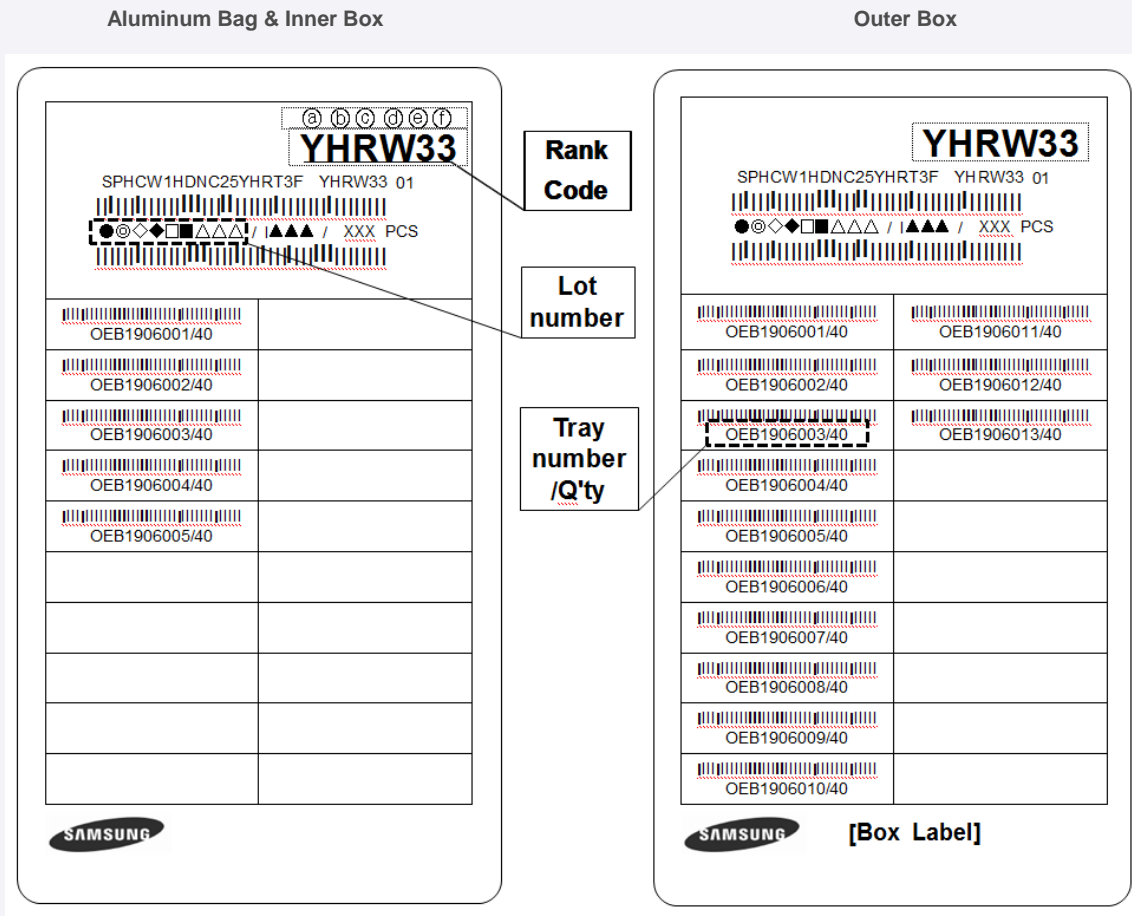 Aluminum Bag & Inner Box
ⓐ ⓑ ⓒ ⓓ ⓔ ⓕ
YHRW33
SPHCW1HDNC25YHRT3F YHRW33 01
●◎◇◆□■△△△ / I▲▲▲ / XXX PCS
OEB1906001/40
OEB1906002/40
OEB1906003/40
OEB1906004/40
OEB1906005/40
SAMSUNG
Rank
Code
Lot
number
Tray
number
/Q'ty
Outer Box
YHRW33
SPHCW1HDNC25YHRT3F YHRW33 01
●◎◇◆□■△△△ / I▲▲▲ / XXX PCS
OEB1906001/40 OEB1906011/40
OEB1906002/40 OEB1906012/40
OEB1906003/40 OEB1906013/40
OEB1906004/40
OEB1906005/40
OEB1906006/40
OEB1906007/40
OEB1906008/40
OEB1906009/40
OEB1906010/40
SAMSUNG [Box Label]